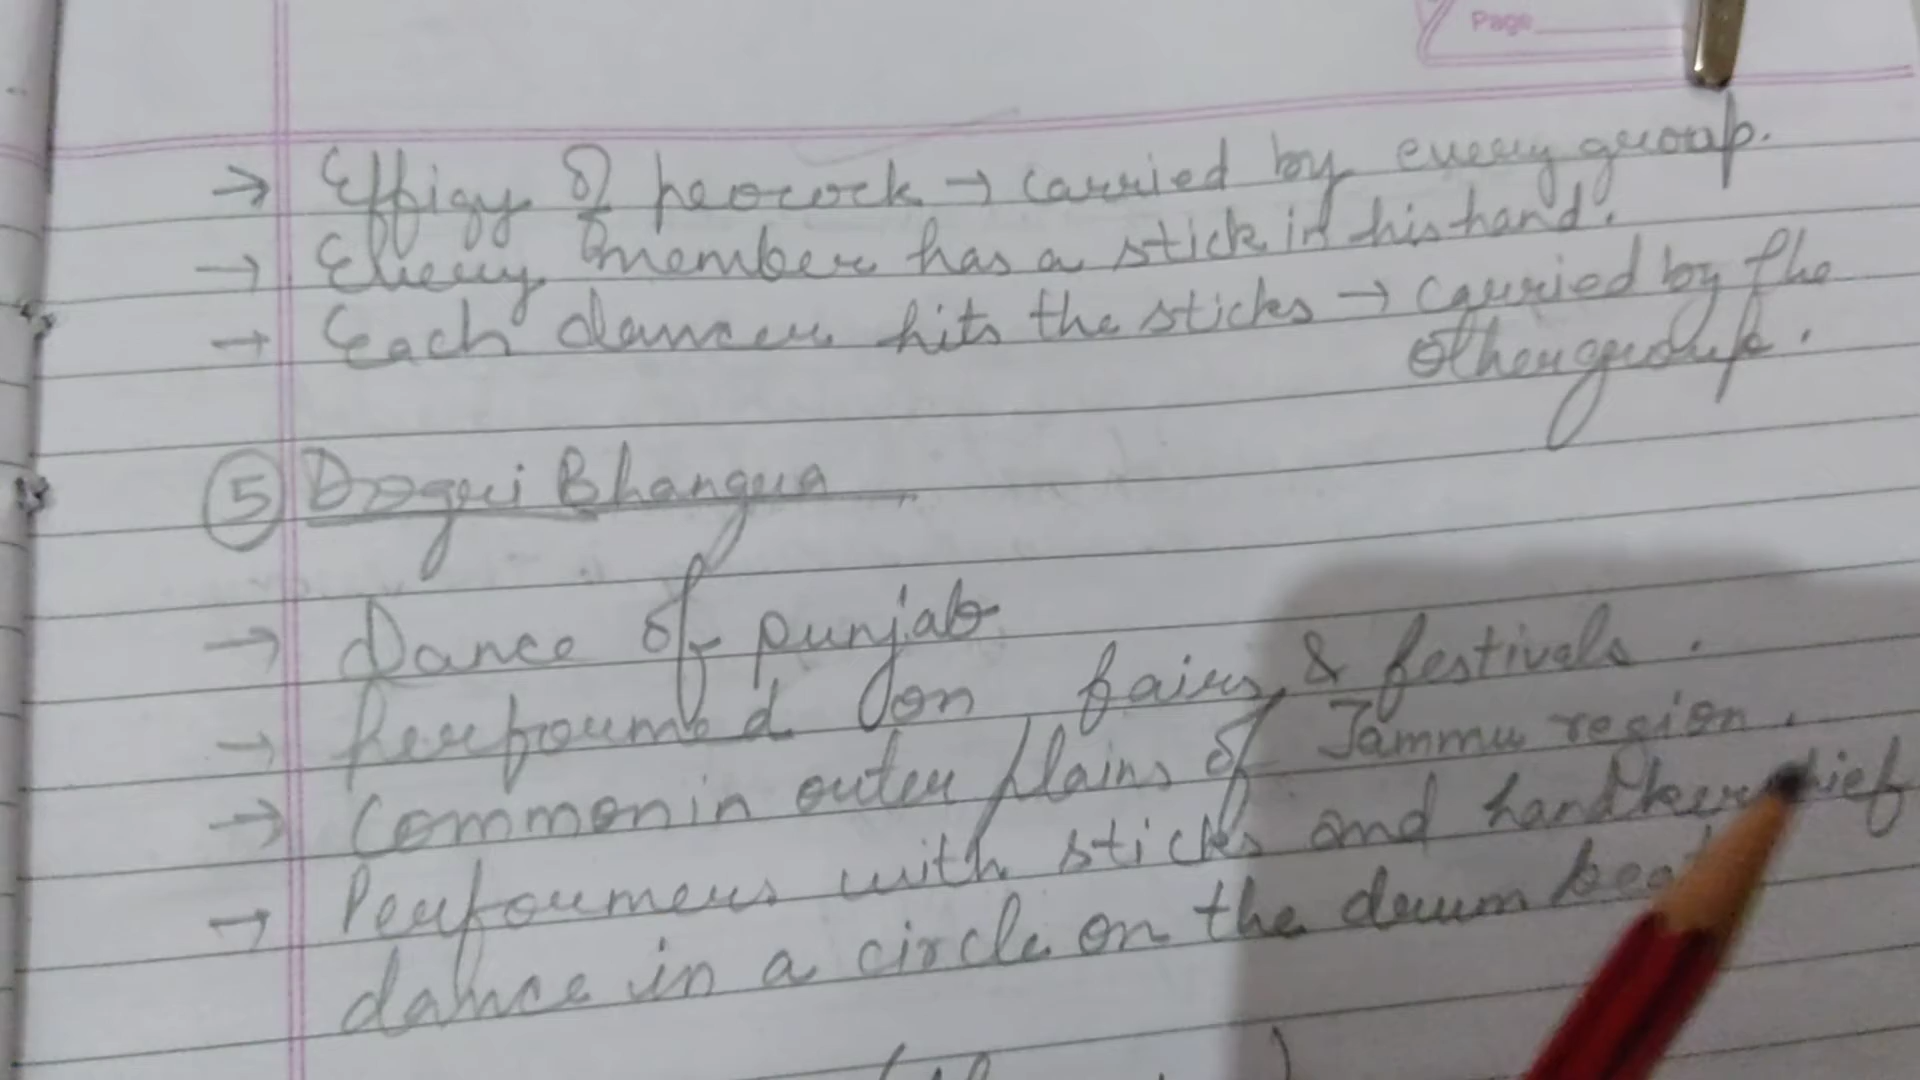 Page
→ Effigy of peocock → carried by every group.
→ Every member has a stick in his hand.
→ Each dancer hits the sticks → carried by the
other group.
⑤ Dogri Bhangra
→ Dance of punjab
→ Performed on fairs & festivals.
→ Common in outer plains of Jammu region.
→ Performers with sticks and handkerchief
dance in a circle on the drum beat